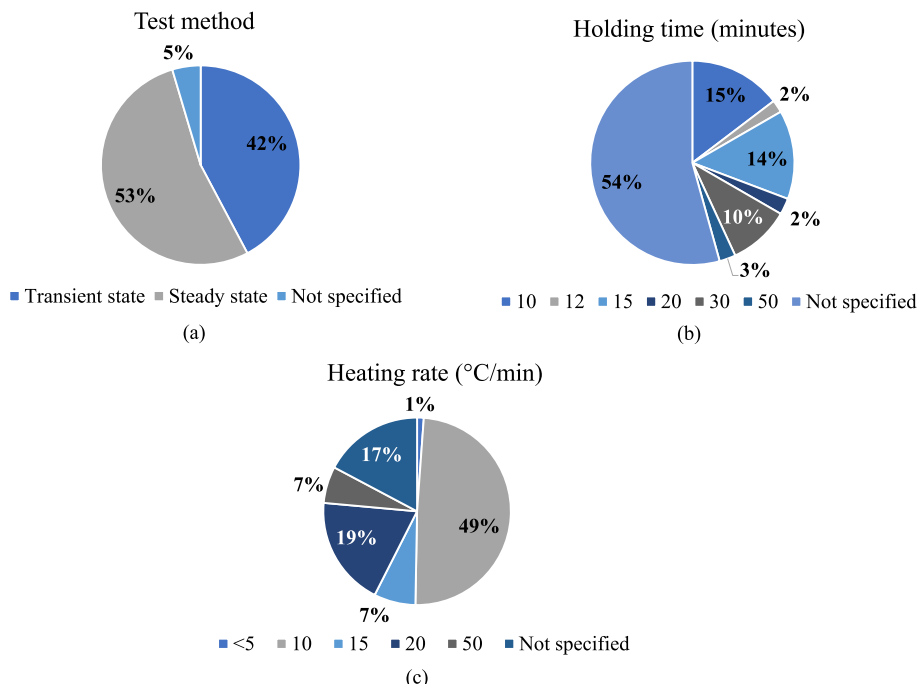 Test method
5%
42%
53%
Transient state Steady state Not specified
(a)
Holding time (minutes)
15%
2%
14%
54%
10%
2%
3%
10 12 15 20 30 50 Not specified
(b)
Heating rate (°C/min)
1%
17%
7%
49%
19%
7%
<5 10 15 20 50 Not specified
(c)